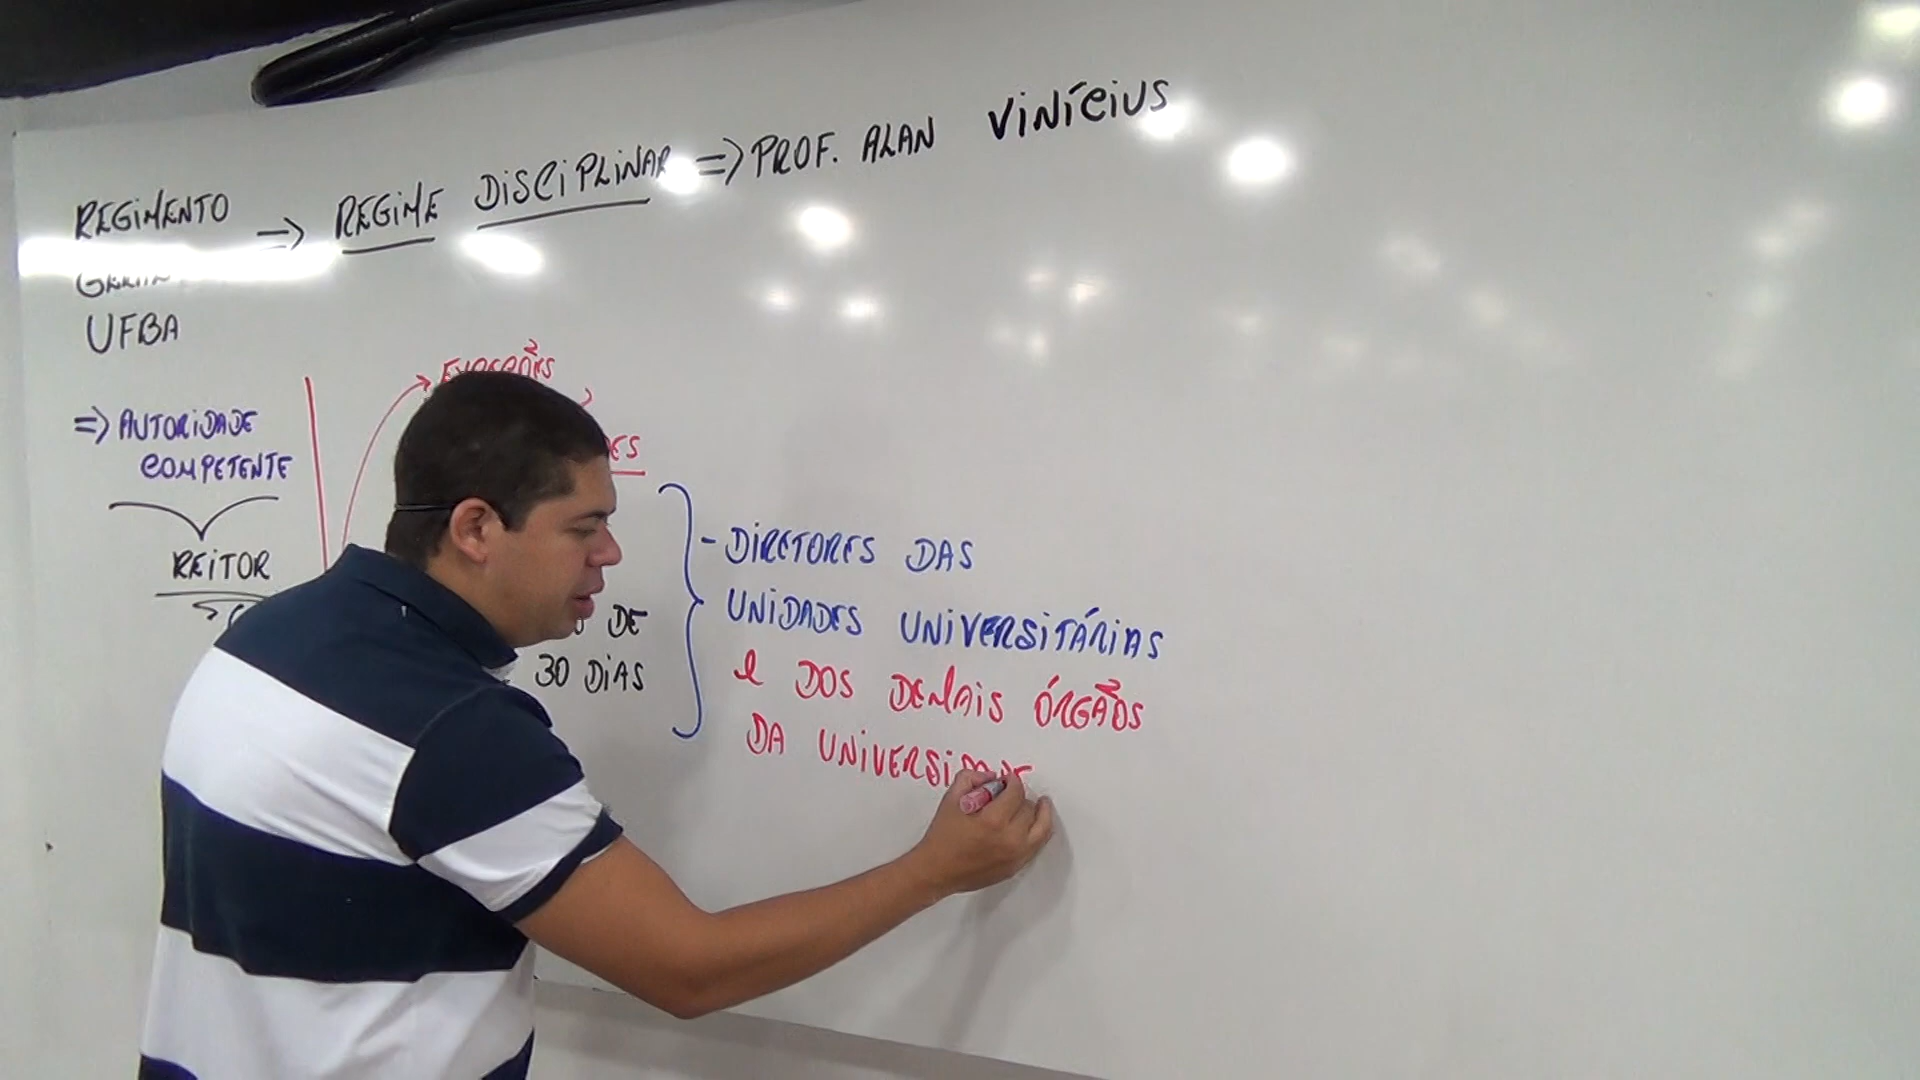 REGIMENTO => REGIME DISCIPLINAR => PROF. ALAN VINÍCIUS
UFBA
=> AUTORIDADE
COMPETENTE
REITOR
DE
30 DIAS
- DIRETORES DAS
UNIDADES UNIVERSITÁRIAS
e DOS DEMAIS ÓRGÃOS
DA UNIVERSIDADE